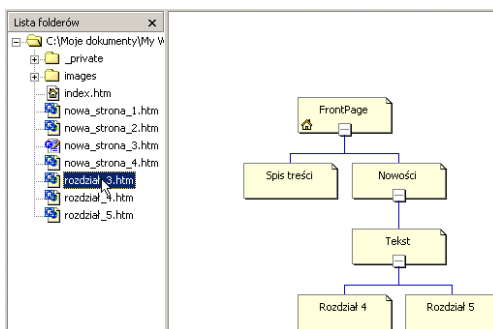 Lista folderów
C:\Moje dokumenty\My
_private
images
index.htm
nowa_strona_1.htm
nowa_strona_2.htm
nowa_strona_3.htm
nowa_strona_4.htm
rozdział_3.htm
rozdział_4.htm
rozdział_5.htm
FrontPage
Spis treści
Nowości
Tekst
Rozdział 4
Rozdział 5